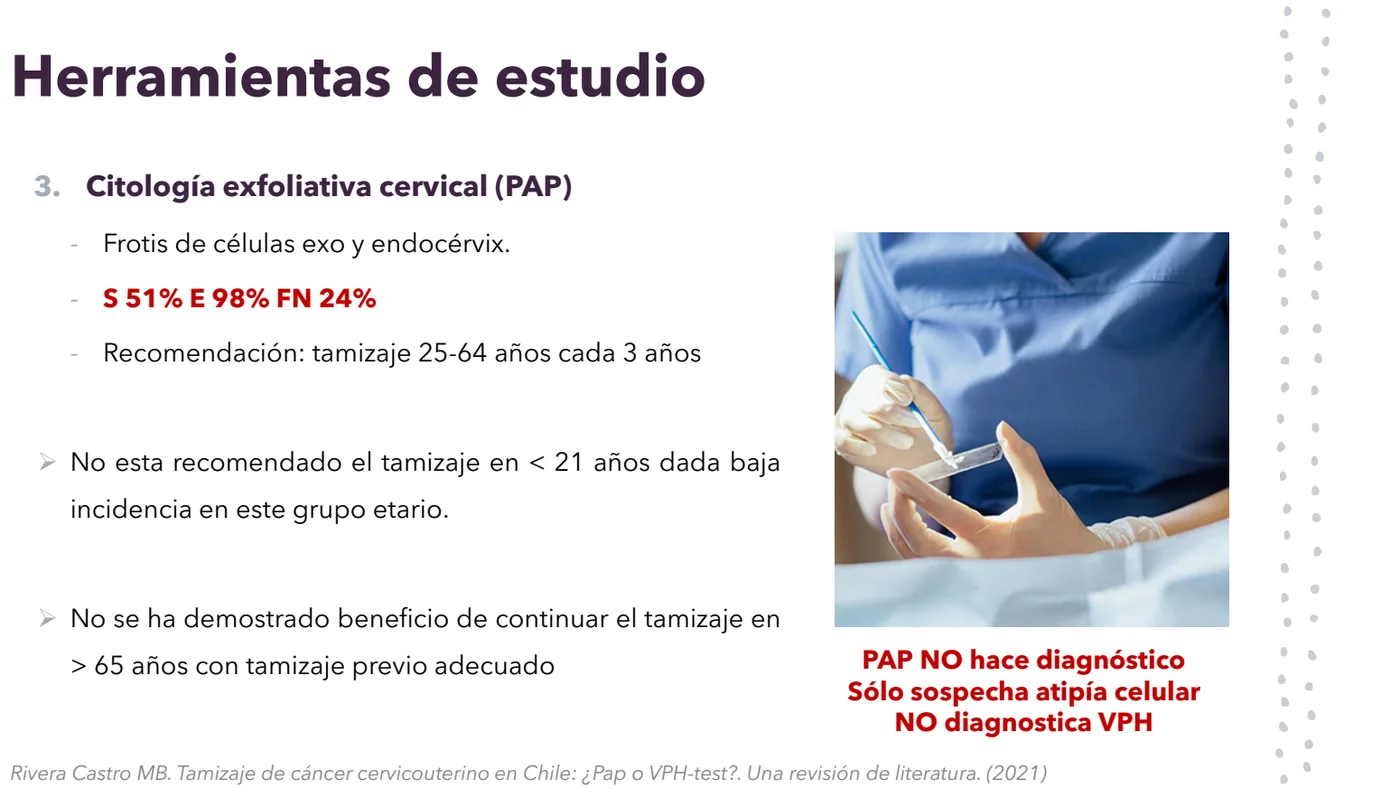 Herramientas de estudio
3. Citología exfoliativa cervical (PAP)
- Frotis de células exo y endocérvix.
- S 51% E 98% FN 24%
- Recomendación: tamizaje 25-64 años cada 3 años
➢ No esta recomendado el tamizaje en < 21 años dada baja
incidencia en este grupo etario.
➢ No se ha demostrado beneficio de continuar el tamizaje en
> 65 años con tamizaje previo adecuado
PAP NO hace diagnóstico
Sólo sospecha atipía celular
NO diagnostica VPH
Rivera Castro MB. Tamizaje de cáncer cervicouterino en Chile: ¿Pap o VPH-test?. Una revisión de literatura. (2021)